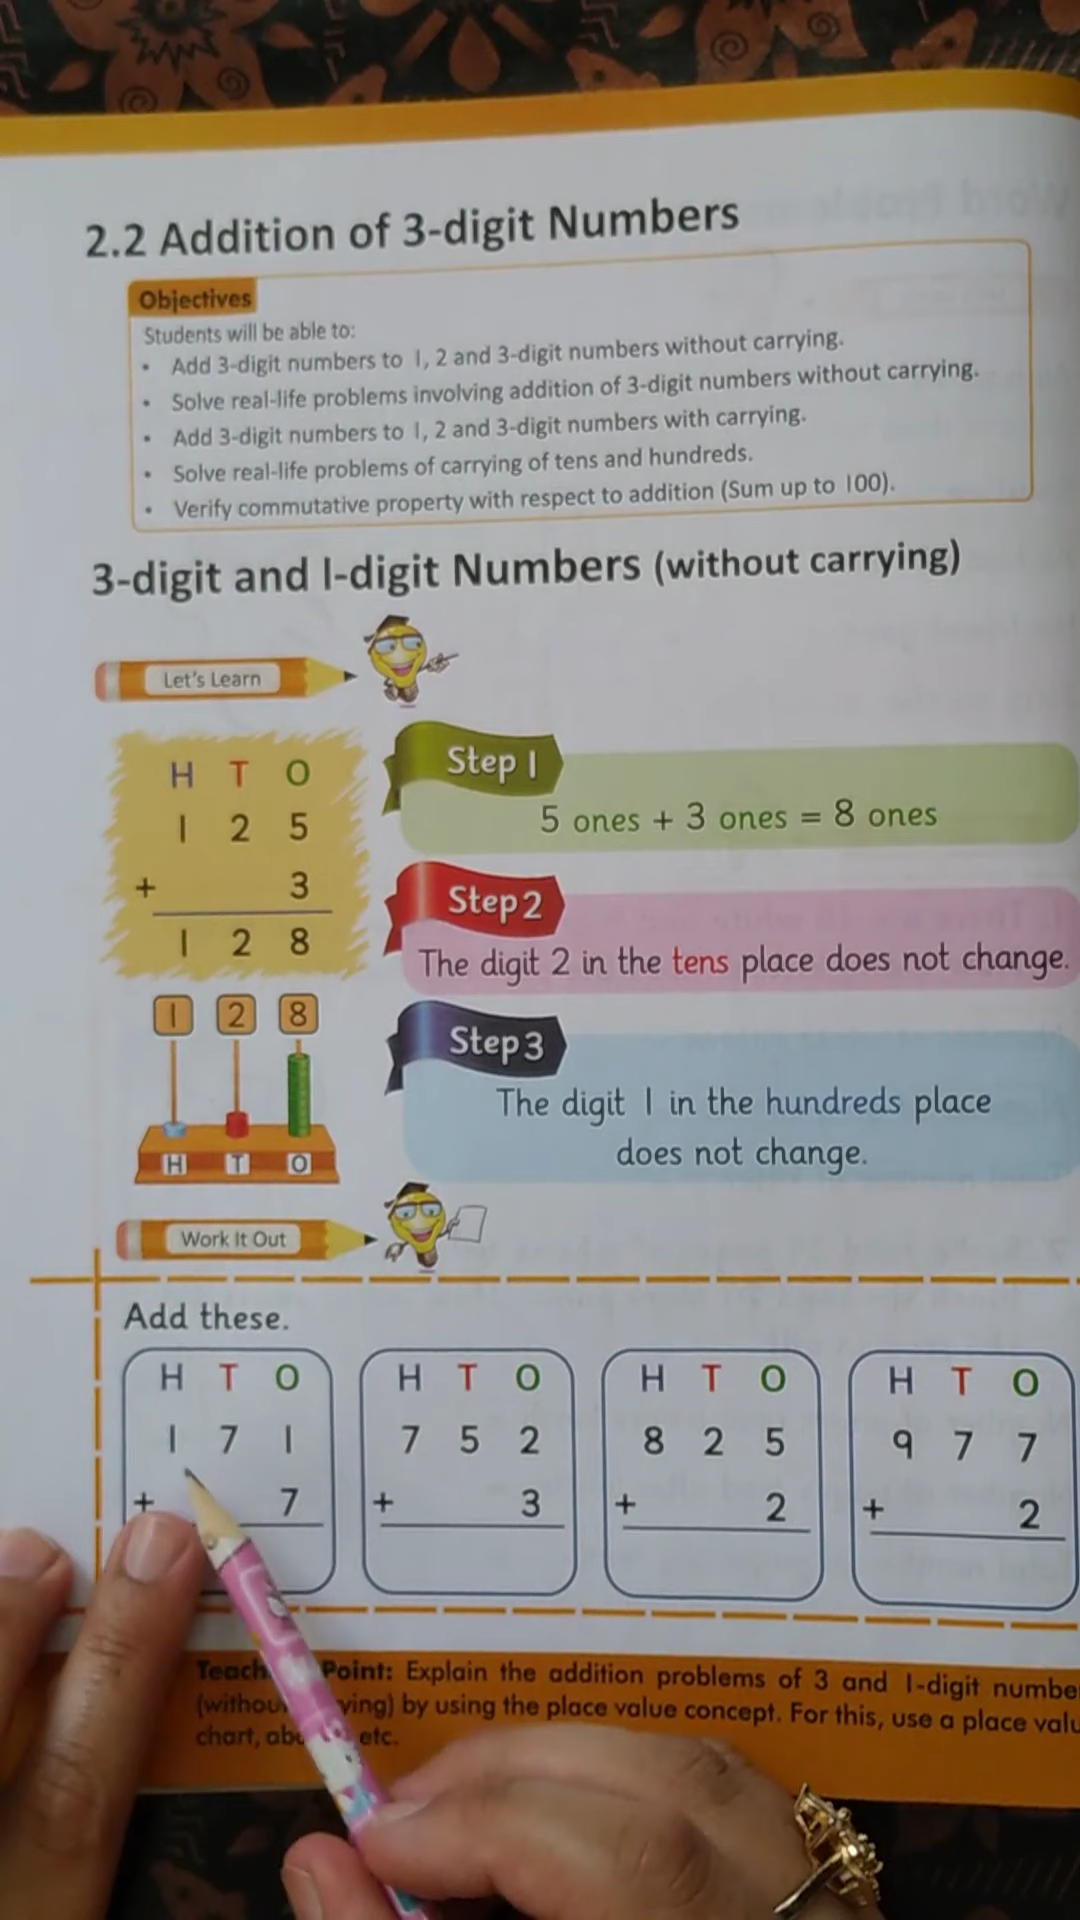 2.2 Addition of 3-digit Numbers
Objectives
Students will be able to:
• Add 3-digit numbers to 1, 2 and 3-digit numbers without carrying.
• Solve real-life problems involving addition of 3-digit numbers without carrying.
• Add 3-digit numbers to 1, 2 and 3-digit numbers with carrying.
• Solve real-life problems of carrying of tens and hundreds.
• Verify commutative property with respect to addition (Sum up to 100).
3-digit and 1-digit Numbers (without carrying)
Let's Learn
H T O
1 2 5
+ 3
1 2 8
1 2 8
H T O
Step 1
5 ones + 3 ones = 8 ones
Step 2
The digit 2 in the tens place does not change.
Step 3
The digit 1 in the hundreds place
does not change.
Work It Out
Add these.
H T O
1 7 1
+ 7
H T O
7 5 2
+ 3
H T O
8 2 5
+ 2
H T O
9 7 7
+ 2
Point: Explain the addition problems of 3 and 1-digit
by using the place value concept. For this, use a place
chart, etc.